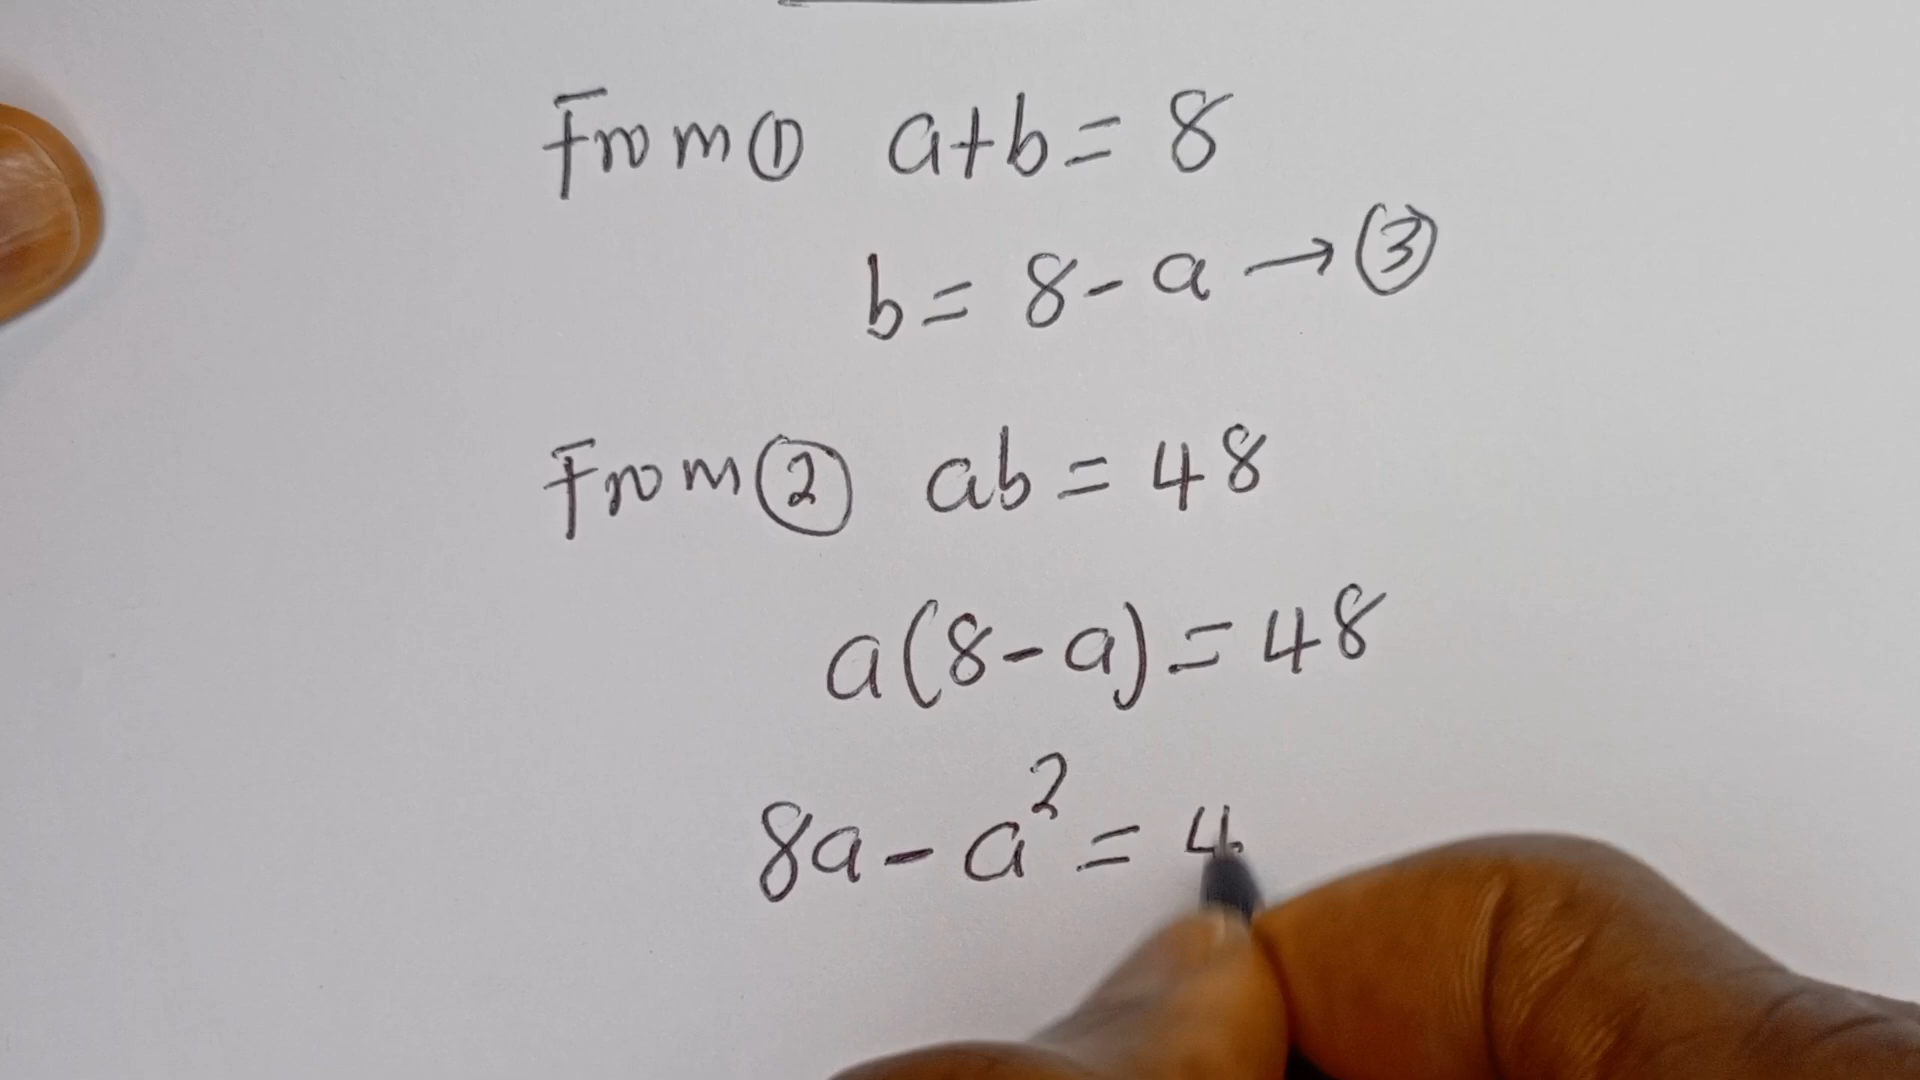 From ① a+b = 8
b = 8 - a → ③
From ② ab = 48
a(8-a) = 48
8a - a² = 4